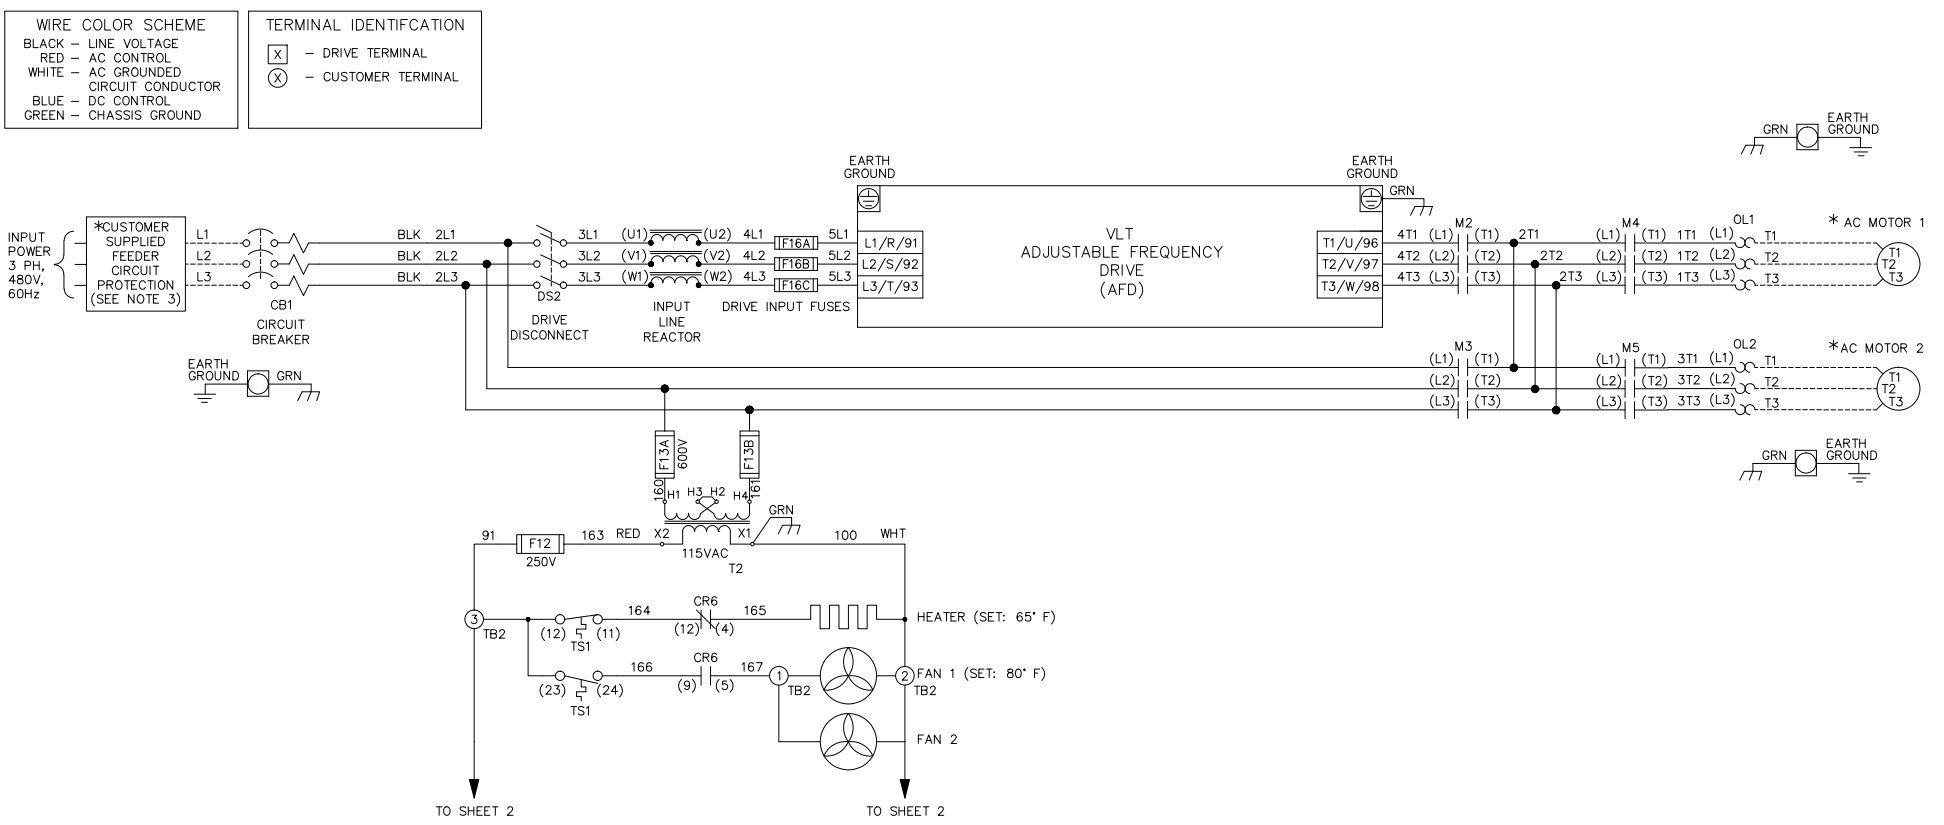 WIRE COLOR SCHEME
BLACK – LINE VOLTAGE
RED – AC CONTROL
WHITE – AC GROUNDED
CIRCUIT CONDUCTOR
BLUE – DC CONTROL
GREEN – CHASSIS GROUND
TERMINAL IDENTIFCATION
X – DRIVE TERMINAL
X – CUSTOMER TERMINAL
GRN
EARTH
GROUND
EARTH
GROUND
EARTH
GROUND
GRN
INPUT
POWER
3 PH,
480V,
60Hz
*CUSTOMER
SUPPLIED
FEEDER
CIRCUIT
PROTECTION
(SEE NOTE 3)
L1
L2
L3
CB1
CIRCUIT
BREAKER
BLK 2L1
BLK 2L2
BLK 2L3
DS2
DRIVE
DISCONNECT
3L1
3L2
3L3
(U1) (U2)
(V1) (V2)
(W1) (W2)
INPUT
LINE
REACTOR
4L1 F16A 5L1
4L2 F16B 5L2
4L3 F16C 5L3
DRIVE INPUT FUSES
L1/R/91
L2/S/92
L3/T/93
VLT
ADJUSTABLE FREQUENCY
DRIVE
(AFD)
T1/U/96
T2/V/97
T3/W/98
M2
4T1 (L1) (T1) 2T1
4T2 (L2) (T2) 2T2
4T3 (L3) (T3) 2T3
M4
(L1) (T1) 1T1 (L1)
(L2) (T2) 1T2 (L2)
(L3) (T3) 1T3 (L3)
OL1
T1
T2
T3
* AC MOTOR 1
T1
T2
T3
EARTH
GROUND GRN
M3
(L1) (T1)
(L2) (T2)
(L3) (T3)
M5
(L1) (T1) 3T1 (L1)
(L2) (T2) 3T2 (L2)
(L3) (T3) 3T3 (L3)
OL2
T1
T2
T3
*AC MOTOR 2
T1
T2
T3
GRN
EARTH
GROUND
F13A
600V
F13B
160
161
H1 H3 H2 H4
GRN
91 F12 163 RED X2 X1 100 WHT
250V
115VAC
T2
3
TB2
(12) (11)
TS1
164
CR6
(12) (4)
165
HEATER (SET: 65° F)
(23) (24)
TS1
166
CR6
(9) (5)
167
1
TB2
2
TB2
FAN 1 (SET: 80° F)
FAN 2
TO SHEET 2
TO SHEET 2